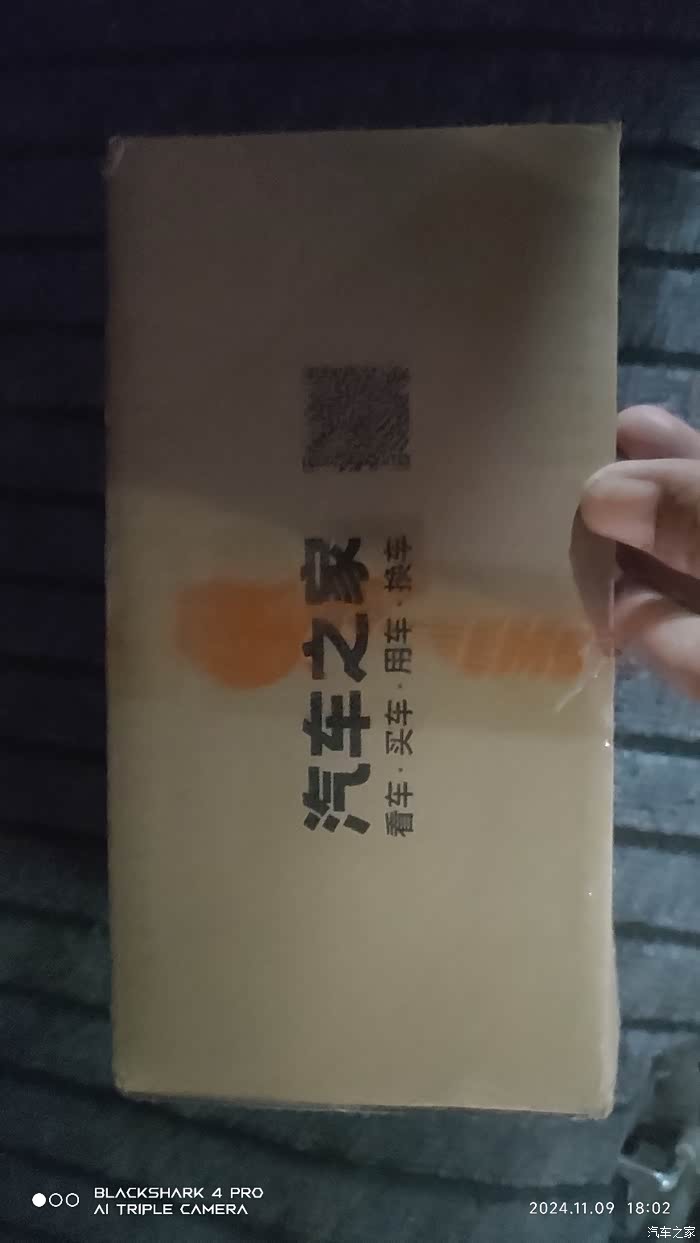 汽车之家
看车·买车·用车·换车
BLACKSHARK 4 PRO
AI TRIPLE CAMERA
2024.11.09 18:02
汽车之家